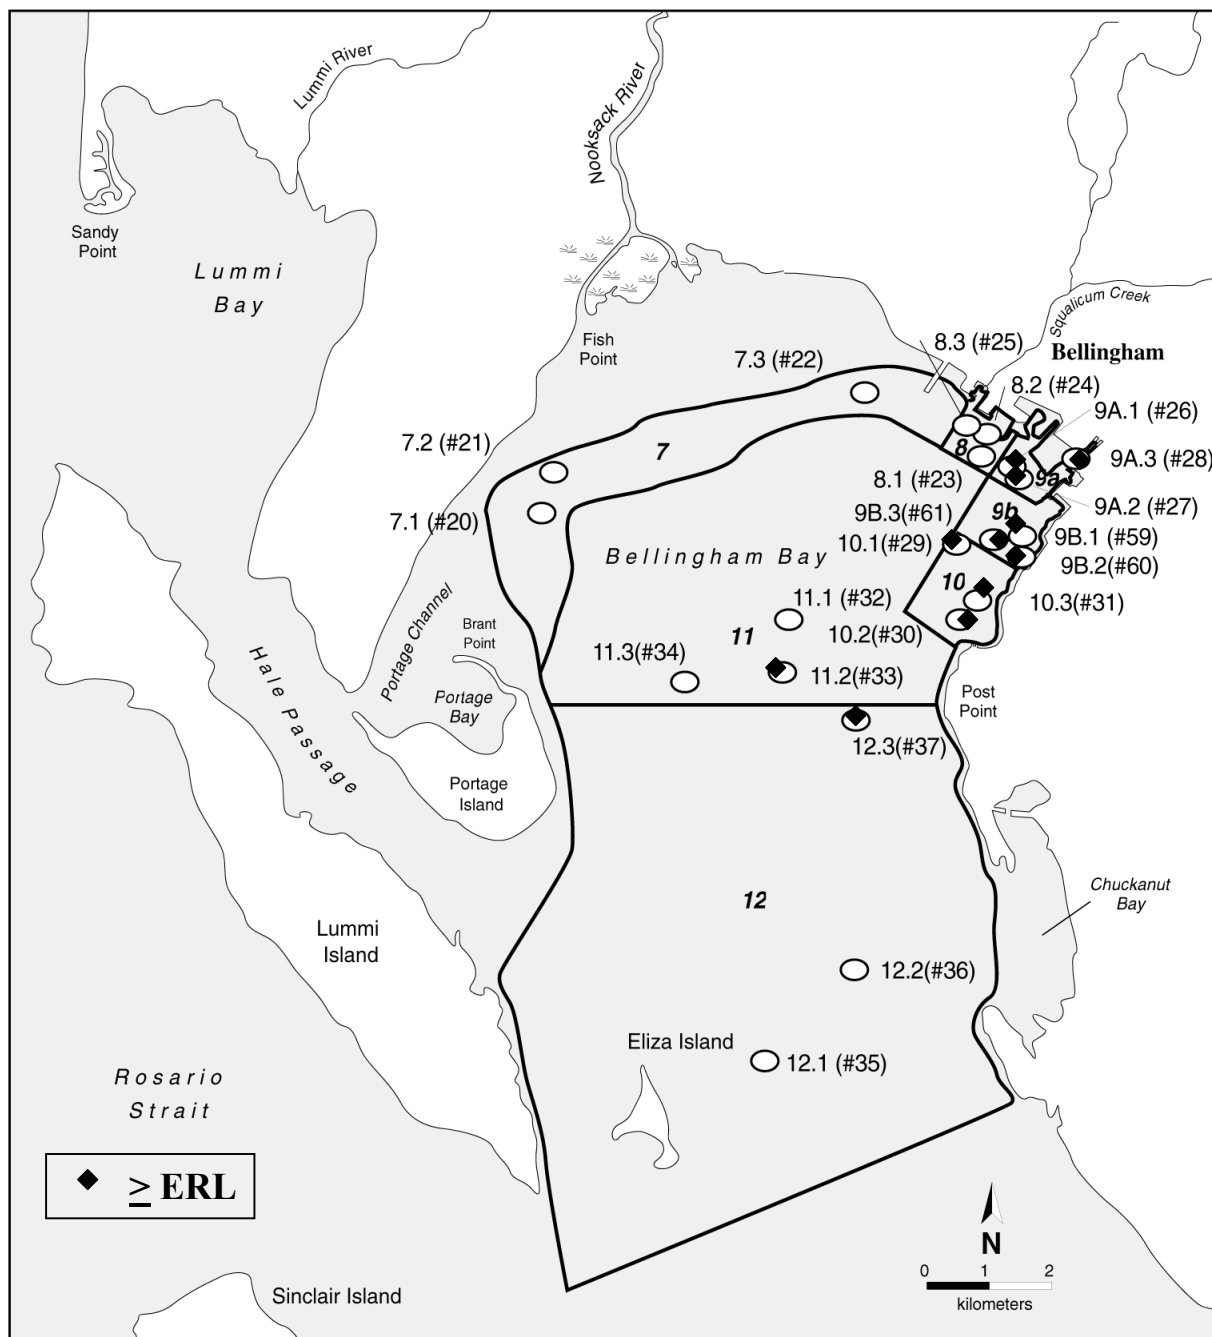 Lummi River
Nooksack River
Sandy
Point
Lummi
Bay
Squalicum Creek
Fish
Point
8.3 (#25)
Bellingham
7.3 (#22)
8.2 (#24)
9A.1 (#26)
7.2 (#21)
7
8
9A.3 (#28)
8.1 (#23)
9a
9A.2 (#27)
7.1 (#20)
9B.3(#61)
9b
9B.1 (#59)
10.1(#29)
Bellingham Bay
9B.2(#60)
10
10.3(#31)
11.1 (#32)
Portage Channel
Brant
Point
11
10.2(#30)
11.3(#34)
11.2(#33)
Hale Passage
Portage
Bay
Post
Point
12.3(#37)
Portage
Island
12
Chuckanut
Bay
Lummi
Island
12.2(#36)
Eliza Island
12.1 (#35)
Rosario
Strait
≥ ERL
N
0 1 2
kilometers
Sinclair Island